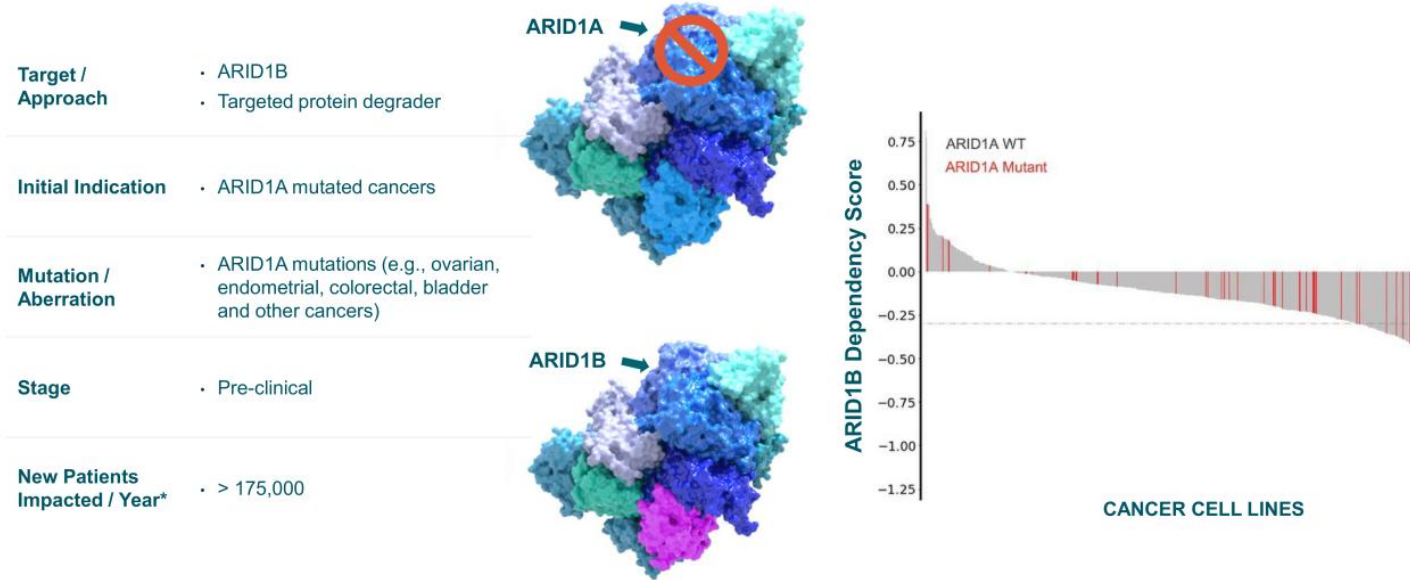 Target /
Approach
· ARID1B
· Targeted protein degrader
Initial Indication
· ARID1A mutated cancers
Mutation /
Aberration
· ARID1A mutations (e.g., ovarian,
endometrial, colorectal, bladder
and other cancers)
Stage
· Pre-clinical
New Patients
Impacted / Year*
· > 175,000
ARID1A
ARID1B
ARID1B Dependency Score
0.75
0.50
0.25
0.00
−0.25
−0.50
−0.75
−1.00
−1.25
ARID1A WT
ARID1A Mutant
CANCER CELL LINES